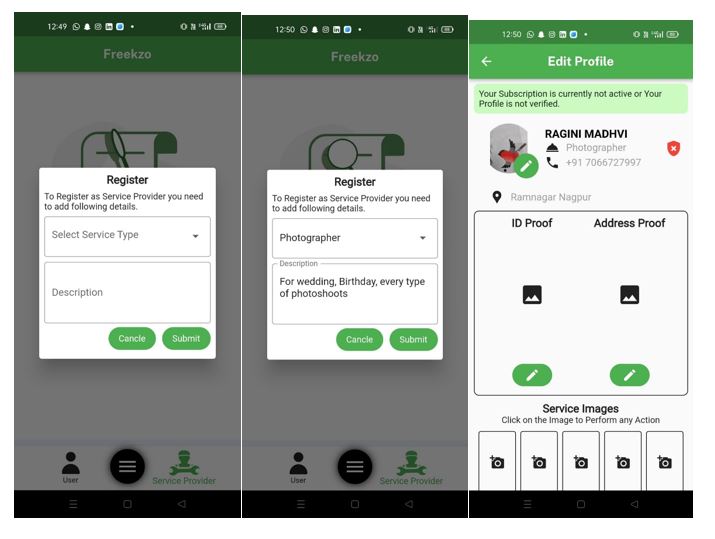 12:49
Freekzo
Register
To Register as Service Provider you need
to add following details.
Select Service Type
Description
Cancle
Submit
User
Service Provider
12:50
Freekzo
Register
To Register as Service Provider you need
to add following details.
Photographer
Description
For wedding, Birthday, every type
of photoshoots
Cancle
Submit
User
Service Provider
12:50
Edit Profile
Your Subscription is currently not active or Your
Profile is not verified.
RAGINI MADHVI
Photographer
+91 7066727997
Ramnagar Nagpur
ID Proof
Address Proof
Service Images
Click on the Image to Perform any Action